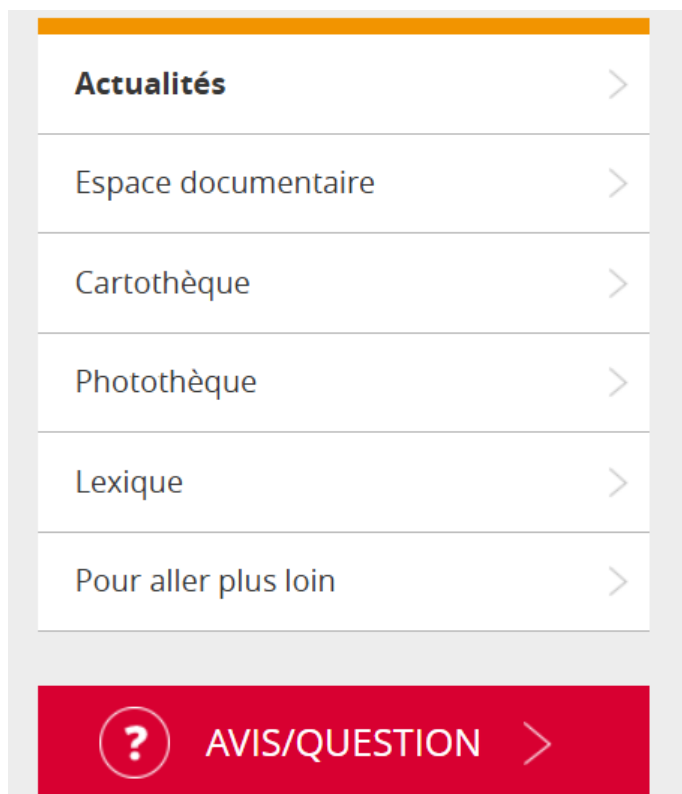 Actualités
Espace documentaire
Cartothèque
Photothèque
Lexique
Pour aller plus loin
? AVIS/QUESTION